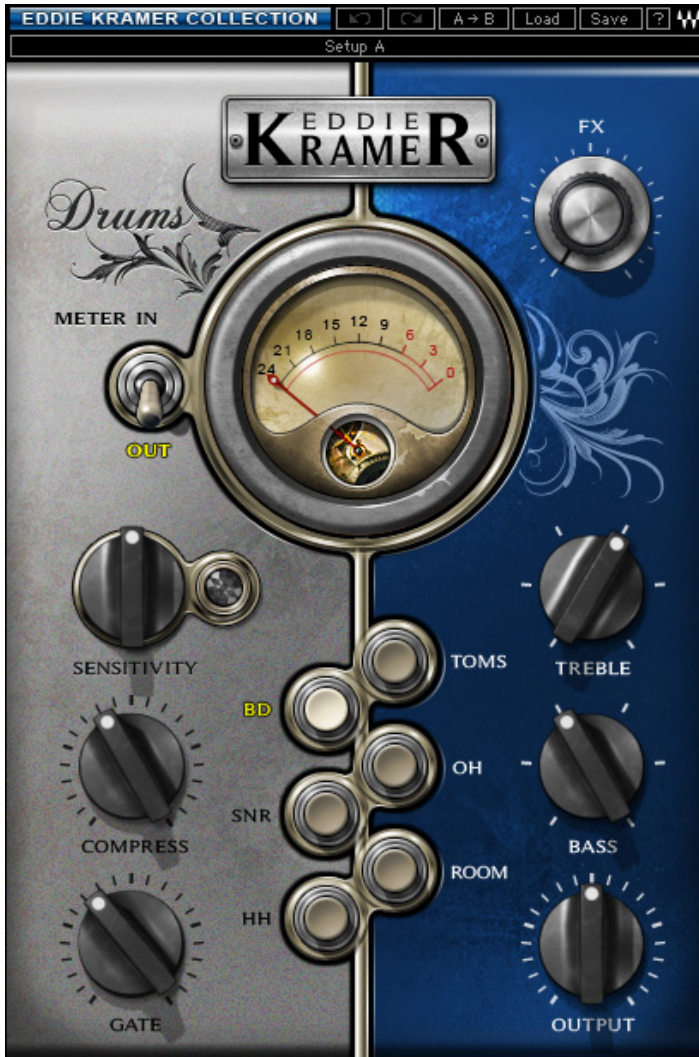 EDDIE KRAMER COLLECTION
A→B
Load
Save
?
Setup A
EDDIE
KRAMER
FX
Drums
METER IN
24 21 18 15 12 9 6 3 0
OUT
SENSITIVITY
TOMS
TREBLE
BD
OH
SNR
COMPRESS
BASS
ROOM
HH
GATE
OUTPUT